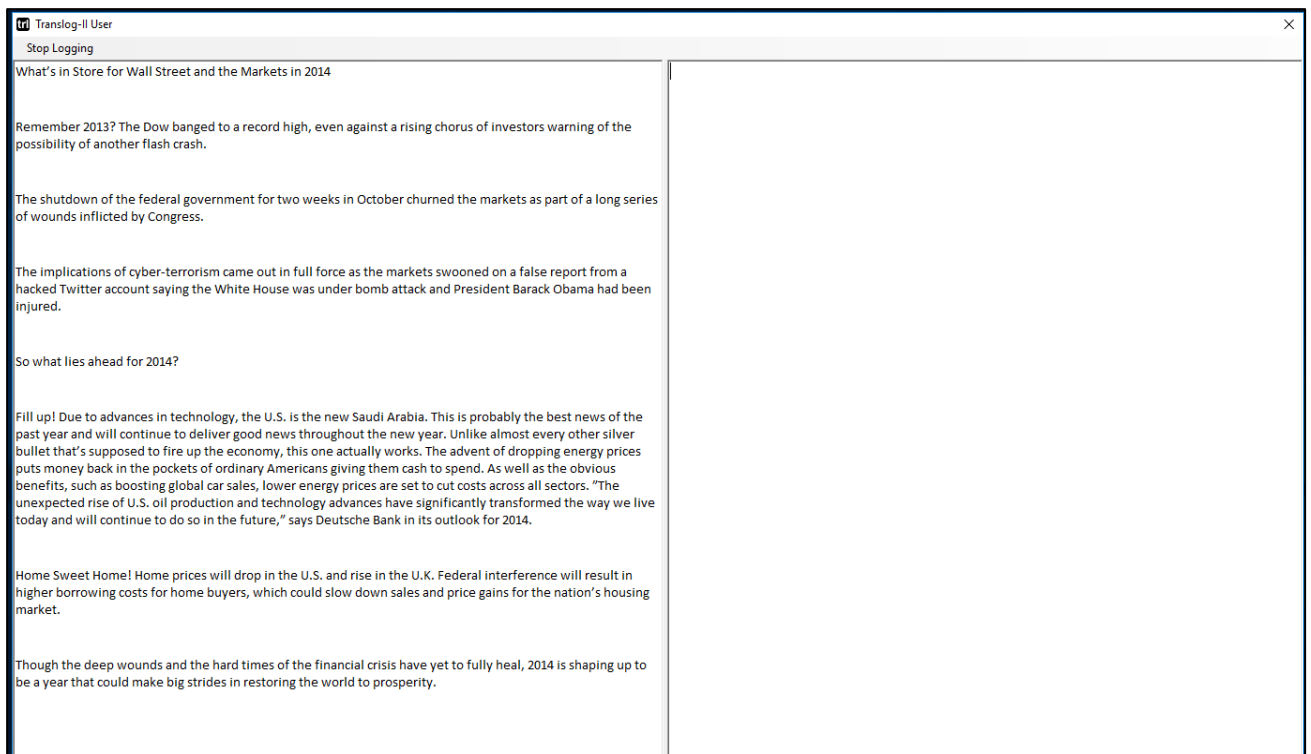 trl Translog-II User
Stop Logging
What's in Store for Wall Street and the Markets in 2014
Remember 2013? The Dow banged to a record high, even against a rising chorus of investors warning of the
possibility of another flash crash.
The shutdown of the federal government for two weeks in October churned the markets as part of a long series
of wounds inflicted by Congress.
The implications of cyber-terrorism came out in full force as the markets swooned on a false report from a
hacked Twitter account saying the White House was under bomb attack and President Barack Obama had been
injured.
So what lies ahead for 2014?
Fill up! Due to advances in technology, the U.S. is the new Saudi Arabia. This is probably the best news of the
past year and will continue to deliver good news throughout the new year. Unlike almost every other silver
bullet that's supposed to fire up the economy, this one actually works. The advent of dropping energy prices
puts money back in the pockets of ordinary Americans giving them cash to spend. As well as the obvious
benefits, such as boosting global car sales, lower energy prices are set to cut costs across all sectors. "The
unexpected rise of U.S. oil production and technology advances have significantly transformed the way we live
today and will continue to do so in the future," says Deutsche Bank in its outlook for 2014.
Home Sweet Home! Home prices will drop in the U.S. and rise in the U.K. Federal interference will result in
higher borrowing costs for home buyers, which could slow down sales and price gains for the nation's housing
market.
Though the deep wounds and the hard times of the financial crisis have yet to fully heal, 2014 is shaping up to
be a year that could make big strides in restoring the world to prosperity.